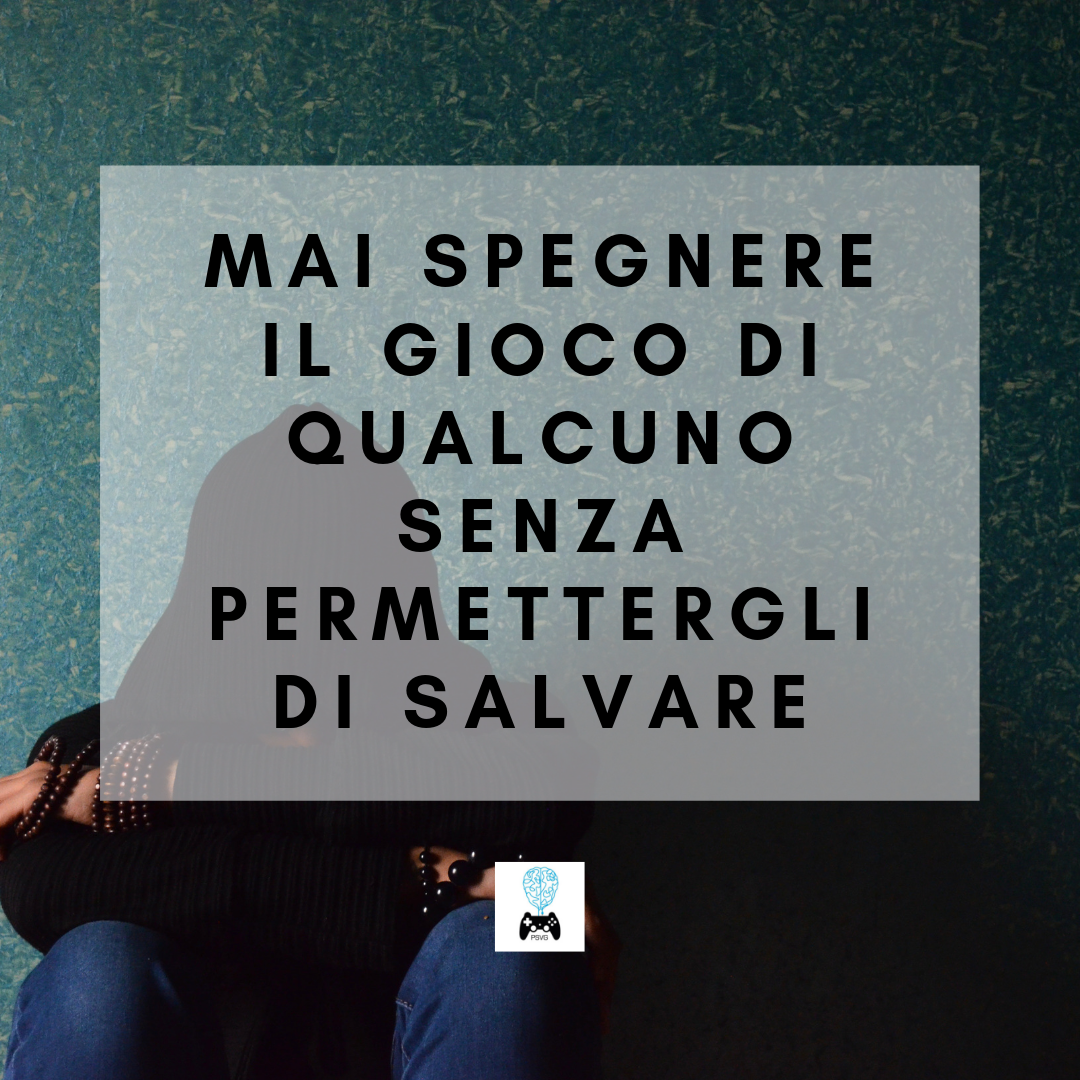 MAI SPEGNERE
IL GIOCO DI
QUALCUNO
SENZA
PERMETTERGLI
DI SALVARE
PSVG